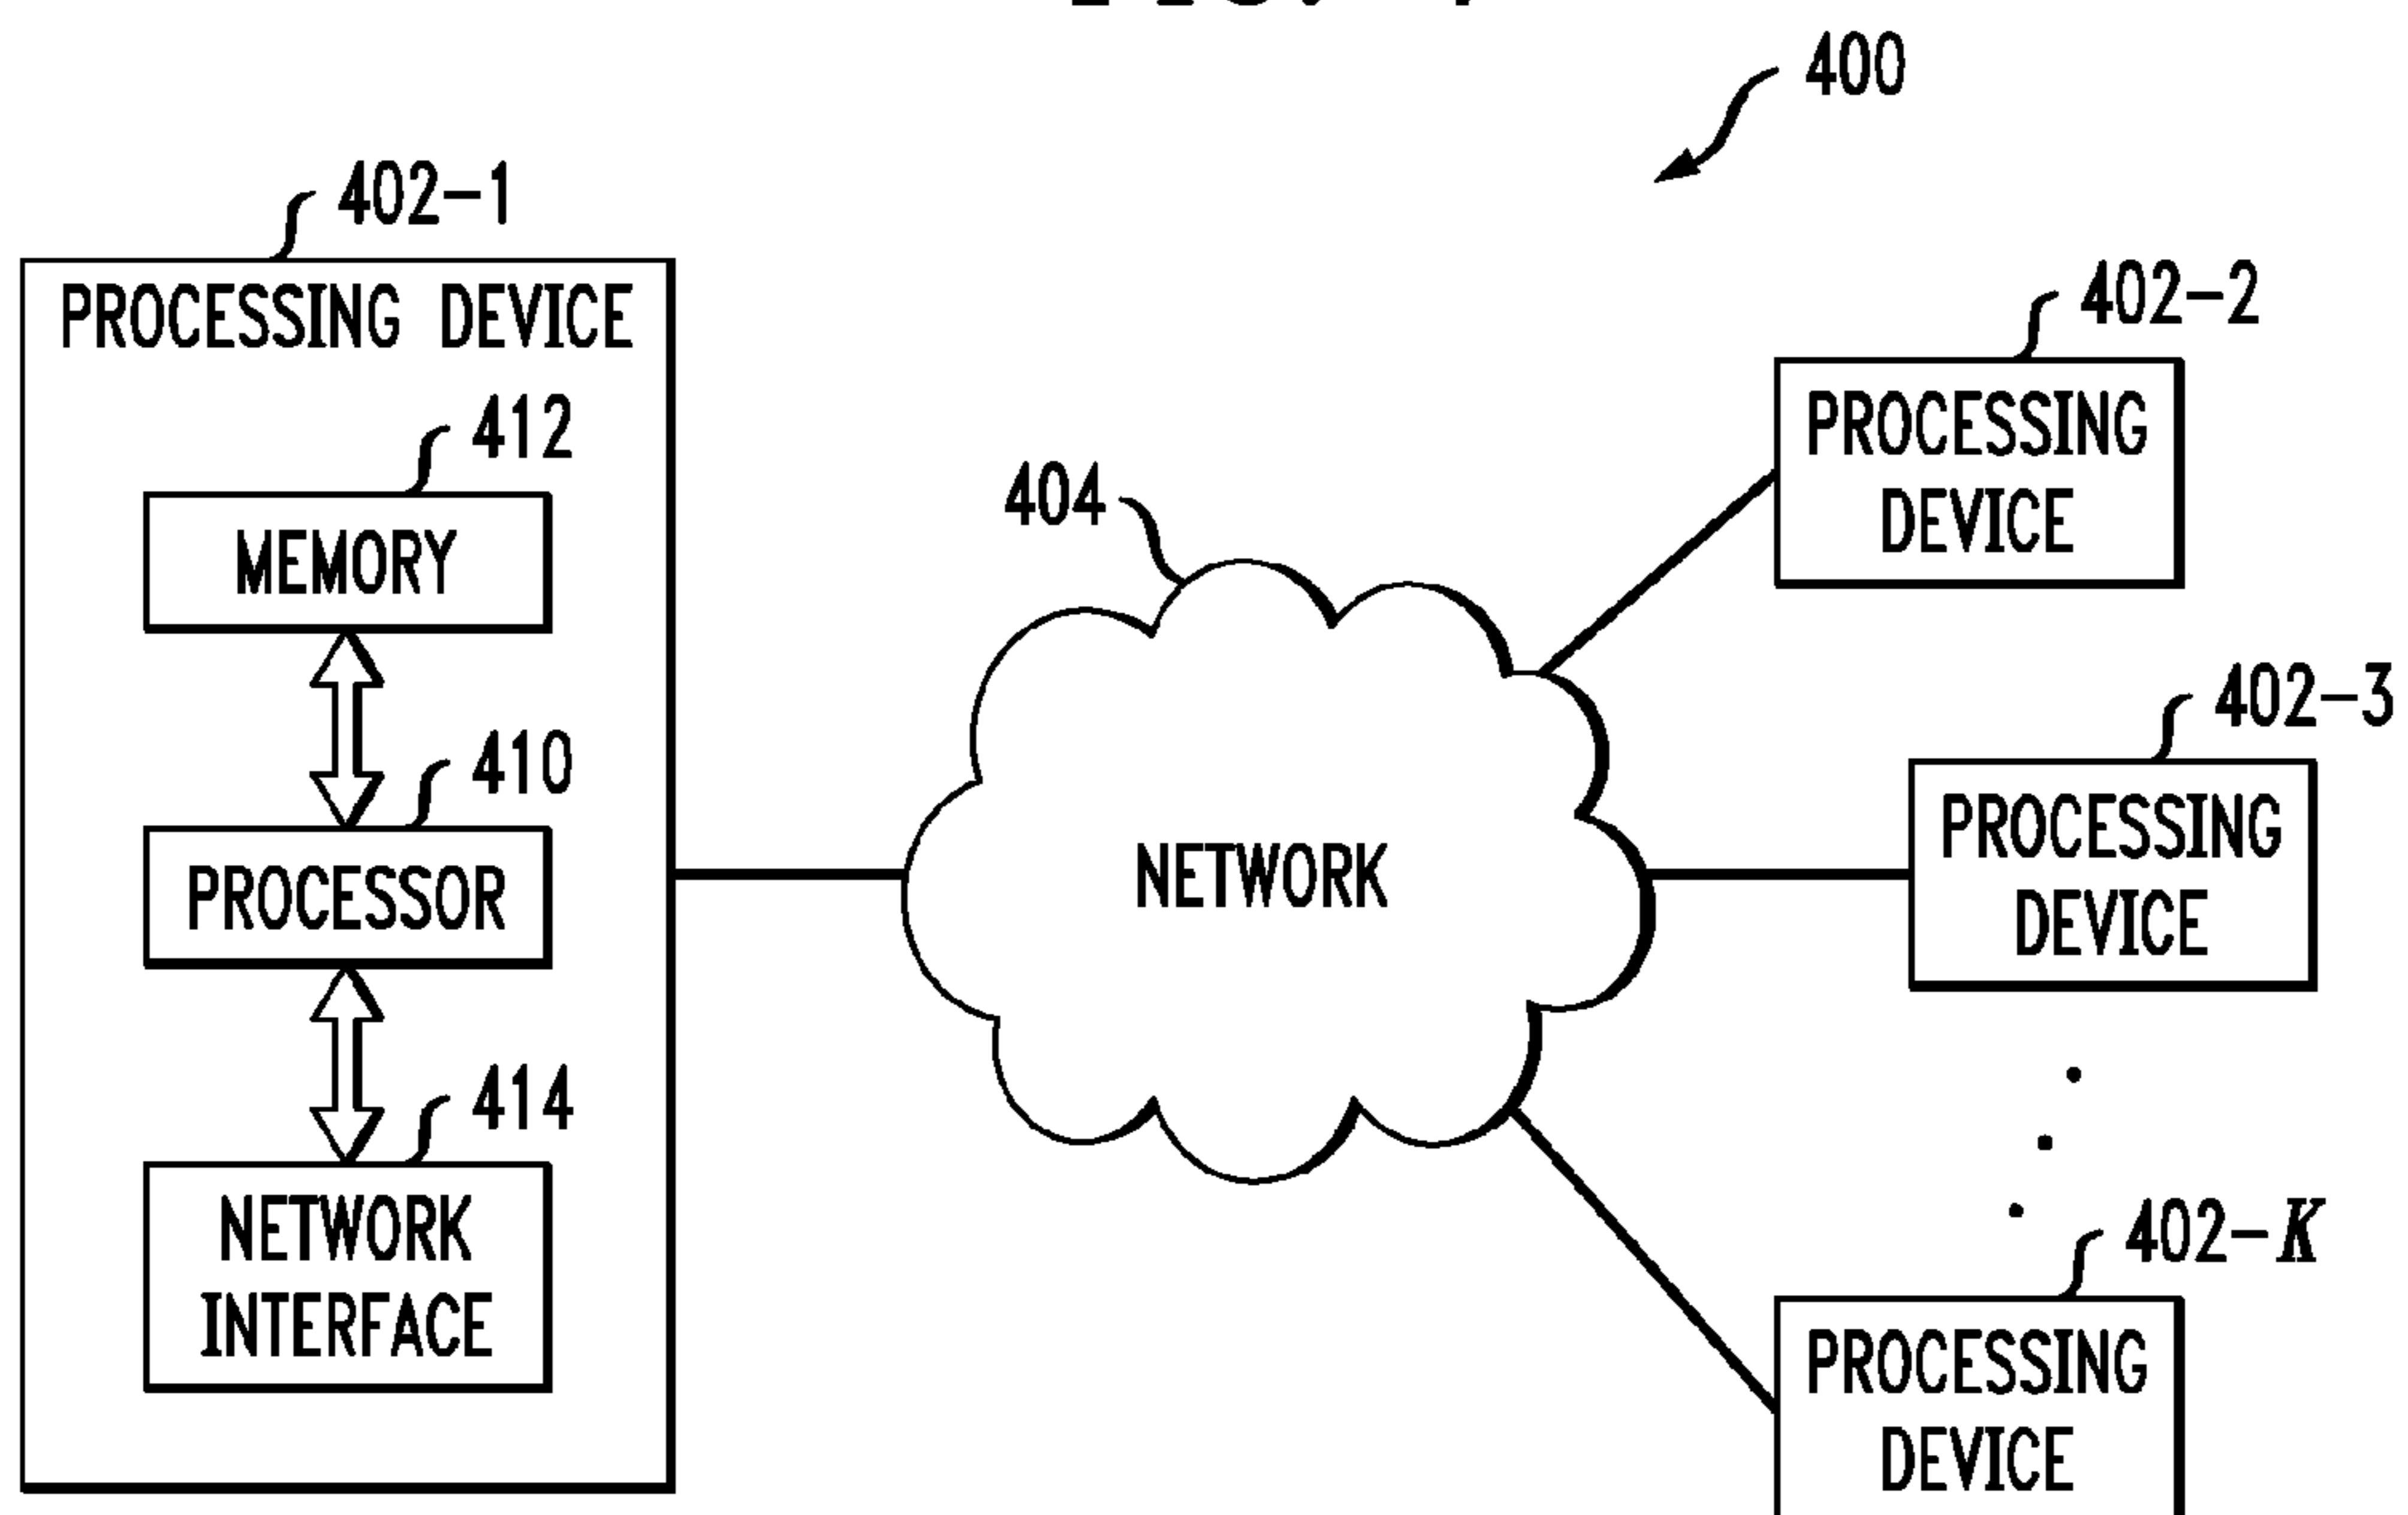 400
402-1
PROCESSING DEVICE
412
MEMORY
410
PROCESSOR
414
NETWORK
INTERFACE
404
NETWORK
402-2
PROCESSING
DEVICE
402-3
PROCESSING
DEVICE
402-K
PROCESSING
DEVICE